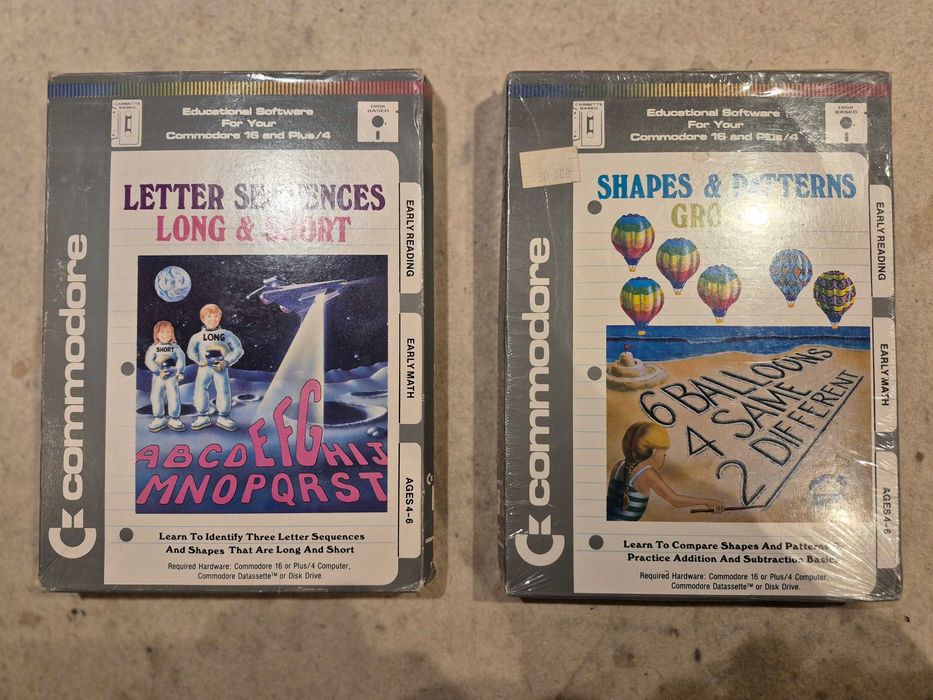 CASSETTE
BASED
Educational Software
For Your
Commodore 16 and Plus/4
DISK
BASED
LETTER SEQUENCES
LONG & SHORT
EARLY READING
EARLY MATH
AGES 4-6
commodore
SHORT
LONG
ABCDEFGHIJ
MNOPQRST
Learn To Identify Three Letter Sequences
And Shapes That Are Long And Short
Required Hardware: Commodore 16 or Plus/4 Computer,
Commodore Datassette™ or Disk Drive.
CASSETTE
BASED
Educational Software
For Your
Commodore 16 and Plus/4
DISK
BASED
SHAPES & PATTERNS
EARLY READING
EARLY MATH
AGES 4-6
commodore
6 BALLOONS
4 SAME
2 DIFFERENT
Learn To Compare Shapes And Patterns
Practice Addition And Subtraction Basics
Required Hardware: Commodore 16 or Plus/4 Computer,
Commodore Datassette™ or Disk Drive.